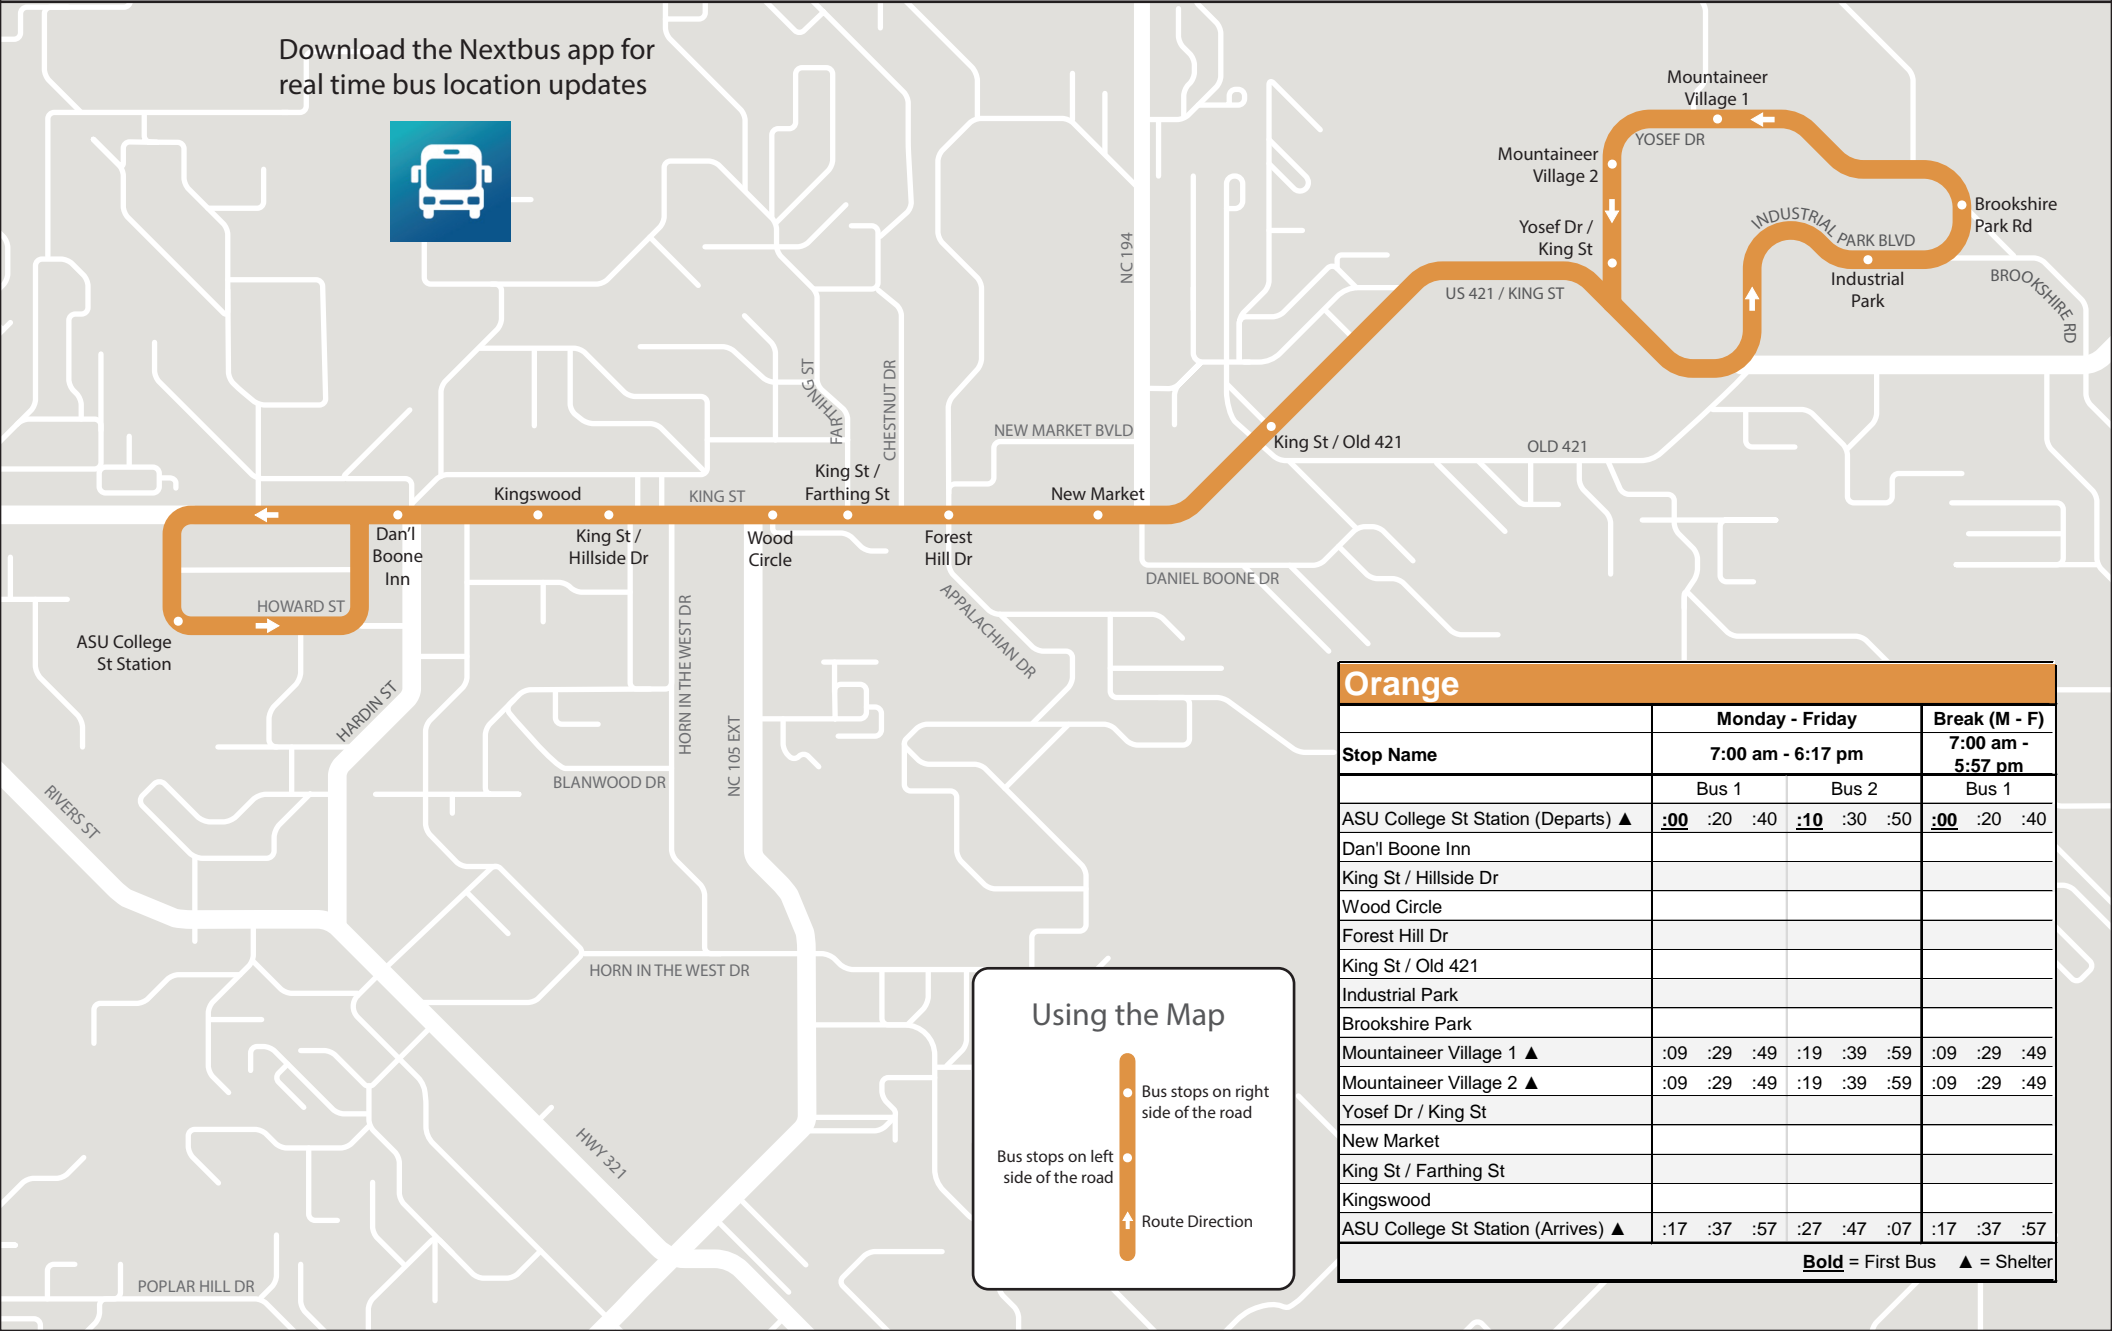 Download the Nextbus app for
real time bus location updates
Mountaineer
Village 1
YOSEF DR
Mountaineer
Village 2
Yosef Dr /
King St
INDUSTRIAL PARK BLVD
Brookshire
Park Rd
Industrial
Park
BROOKSHIRE RD
US 421 / KING ST
NC 194
FARTHING ST
CHESTNUT DR
NEW MARKET BVLD
King St / Old 421
OLD 421
Kingswood
KING ST
King St /
Farthing St
New Market
Dan'l
Boone
Inn
King St /
Hillside Dr
Wood
Circle
Forest
Hill Dr
DANIEL BOONE DR
HOWARD ST
ASU College
St Station
APPALACHIAN DR
HARDIN ST
HORN IN THE WEST DR
NC 105 EXT
BLANWOOD DR
RIVERS ST
HORN IN THE WEST DR
HWY 321
POPLAR HILL DR
Using the Map
Bus stops on right
side of the road
Bus stops on left
side of the road
Route Direction
Orange
Monday - Friday Break (M - F)
Stop Name 7:00 am - 6:17 pm 7:00 am -
5:57 pm
Bus 1 Bus 2 Bus 1
ASU College St Station (Departs) ▲ :00 :20 :40 :10 :30 :50 :00 :20 :40
Dan'l Boone Inn
King St / Hillside Dr
Wood Circle
Forest Hill Dr
King St / Old 421
Industrial Park
Brookshire Park
Mountaineer Village 1 ▲ :09 :29 :49 :19 :39 :59 :09 :29 :49
Mountaineer Village 2 ▲ :09 :29 :49 :19 :39 :59 :09 :29 :49
Yosef Dr / King St
New Market
King St / Farthing St
Kingswood
ASU College St Station (Arrives) ▲ :17 :37 :57 :27 :47 :07 :17 :37 :57
Bold = First Bus ▲ = Shelter